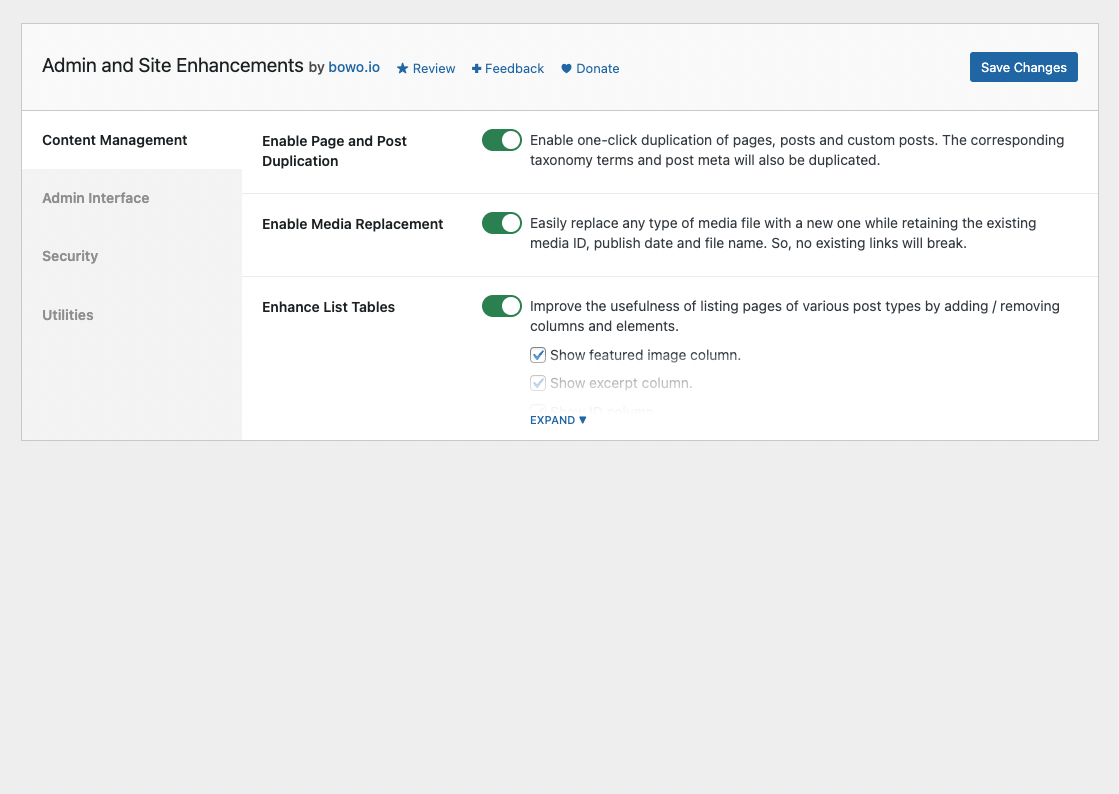 Admin and Site Enhancements by bowo.io Review Feedback Donate
Save Changes
Content Management
Admin Interface
Security
Utilities
Enable Page and Post
Duplication
Enable one-click duplication of pages, posts and custom posts. The corresponding
taxonomy terms and post meta will also be duplicated.
Enable Media Replacement
Easily replace any type of media file with a new one while retaining the existing
media ID, publish date and file name. So, no existing links will break.
Enhance List Tables
Improve the usefulness of listing pages of various post types by adding / removing
columns and elements.
Show featured image column.
Show excerpt column.
Show ID column.
EXPAND ▼